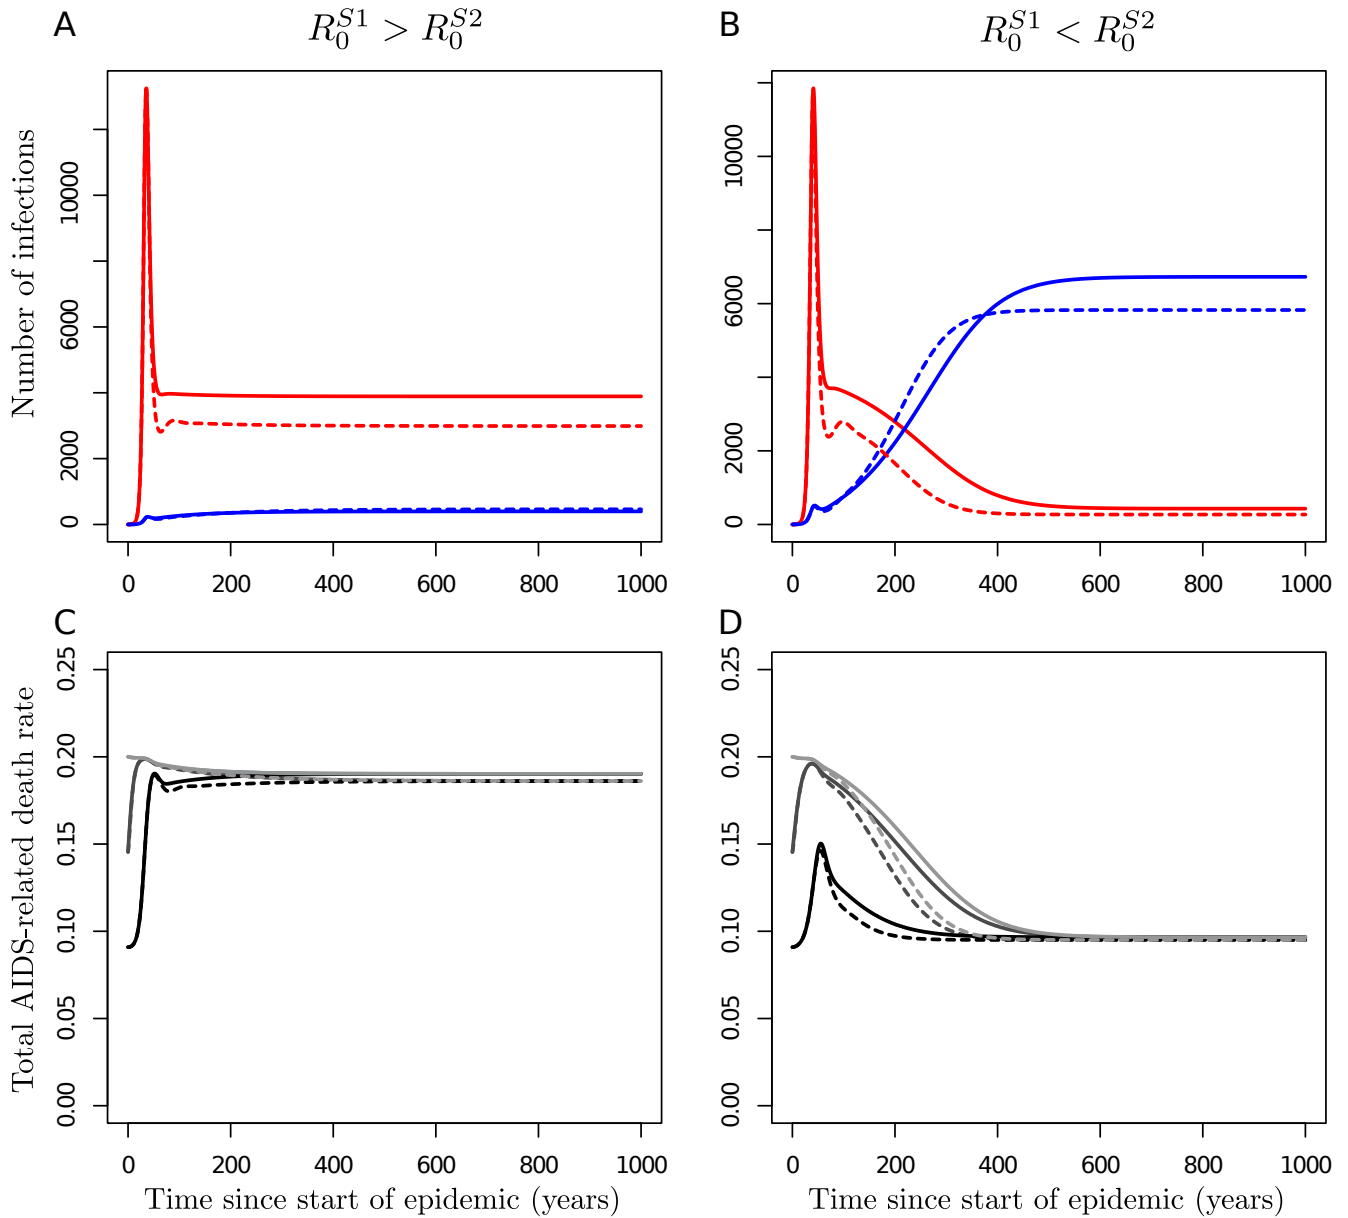 A
R_0^{S1} > R_0^{S2}
B
R_0^{S1} < R_0^{S2}
Number of infections
0 2000 6000 10000
0 200 400 600 800 1000
0 2000 6000 10000
0 200 400 600 800 1000
C
D
Total AIDS-related death rate
0.00 0.05 0.10 0.15 0.20 0.25
0 200 400 600 800 1000
Time since start of epidemic (years)
0.00 0.05 0.10 0.15 0.20 0.25
0 200 400 600 800 1000
Time since start of epidemic (years)